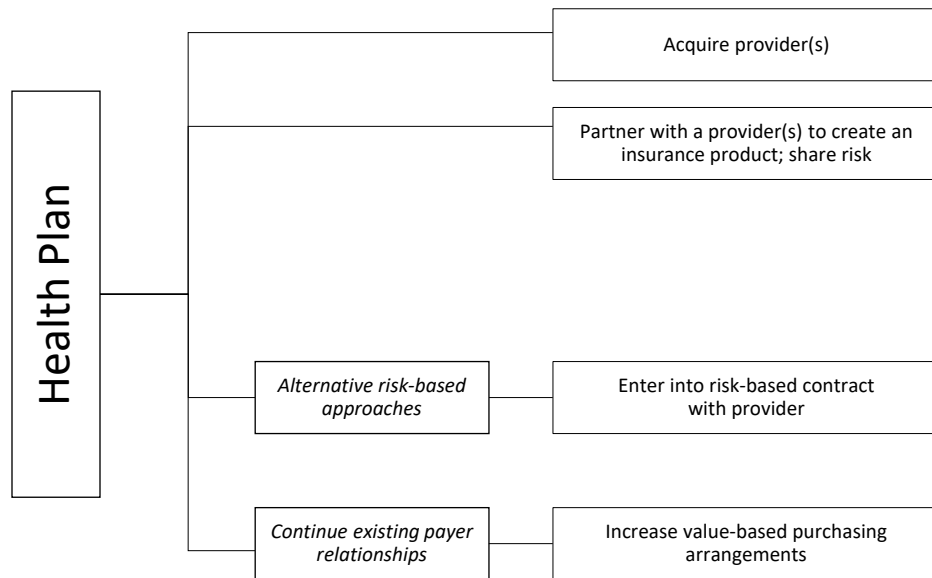 Health Plan
Acquire provider(s)
Partner with a provider(s) to create an
insurance product; share risk
Alternative risk-based
approaches
Enter into risk-based contract
with provider
Continue existing payer
relationships
Increase value-based purchasing
arrangements